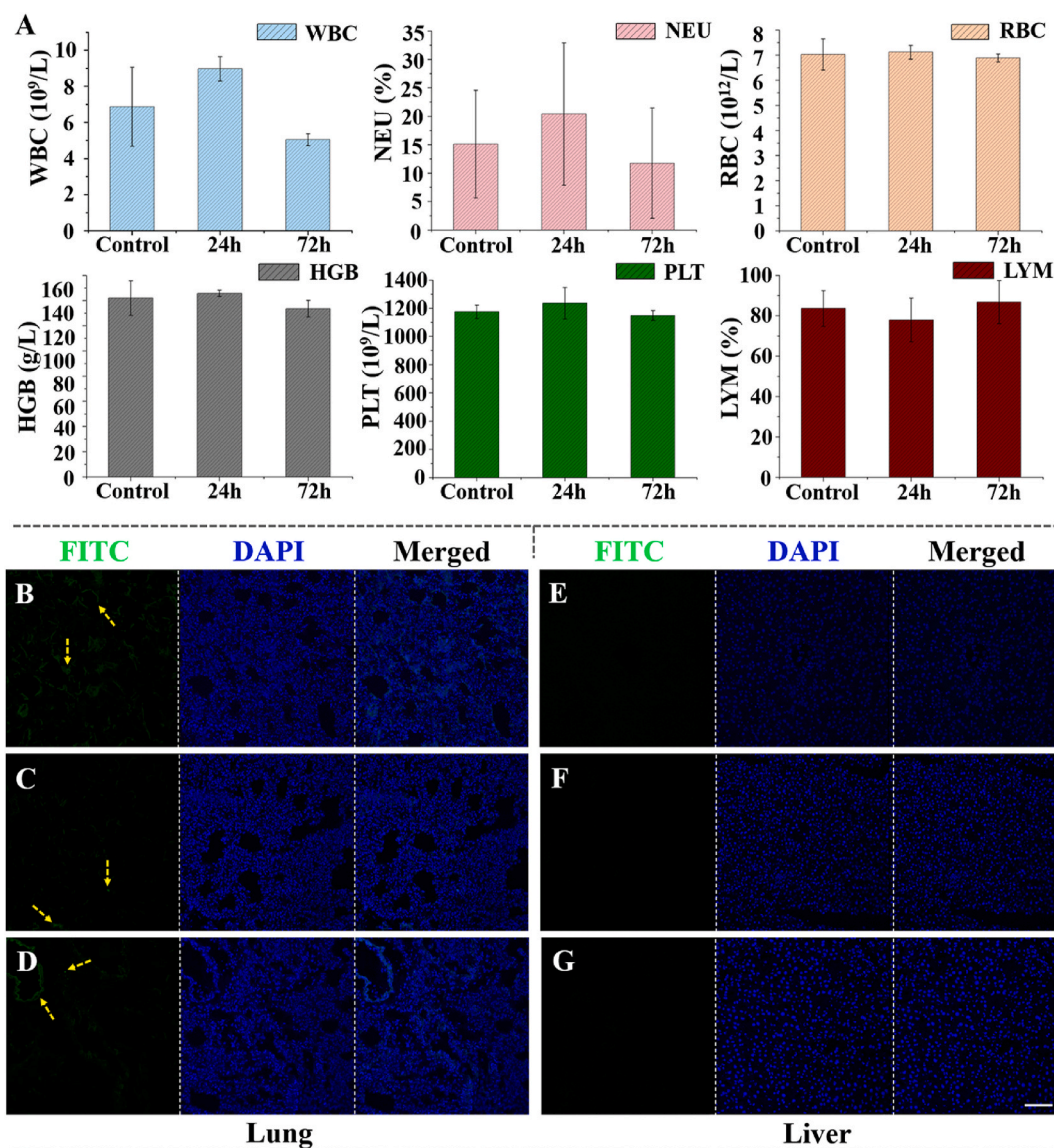 A
WBC
WBC (10⁹/L)
10
8
6
4
2
0
Control 24h 72h
NEU
NEU (%)
35
30
25
20
15
10
5
0
Control 24h 72h
RBC
RBC (10¹²/L)
8
7
6
5
4
3
2
1
0
Control 24h 72h
HGB
HGB (g/L)
160
140
120
100
80
60
40
20
0
Control 24h 72h
PLT
PLT (10⁹/L)
1400
1200
1000
800
600
400
200
0
Control 24h 72h
LYM
LYM (%)
100
80
60
40
20
0
Control 24h 72h
FITC DAPI Merged FITC DAPI Merged
B E
C F
D G
Lung Liver